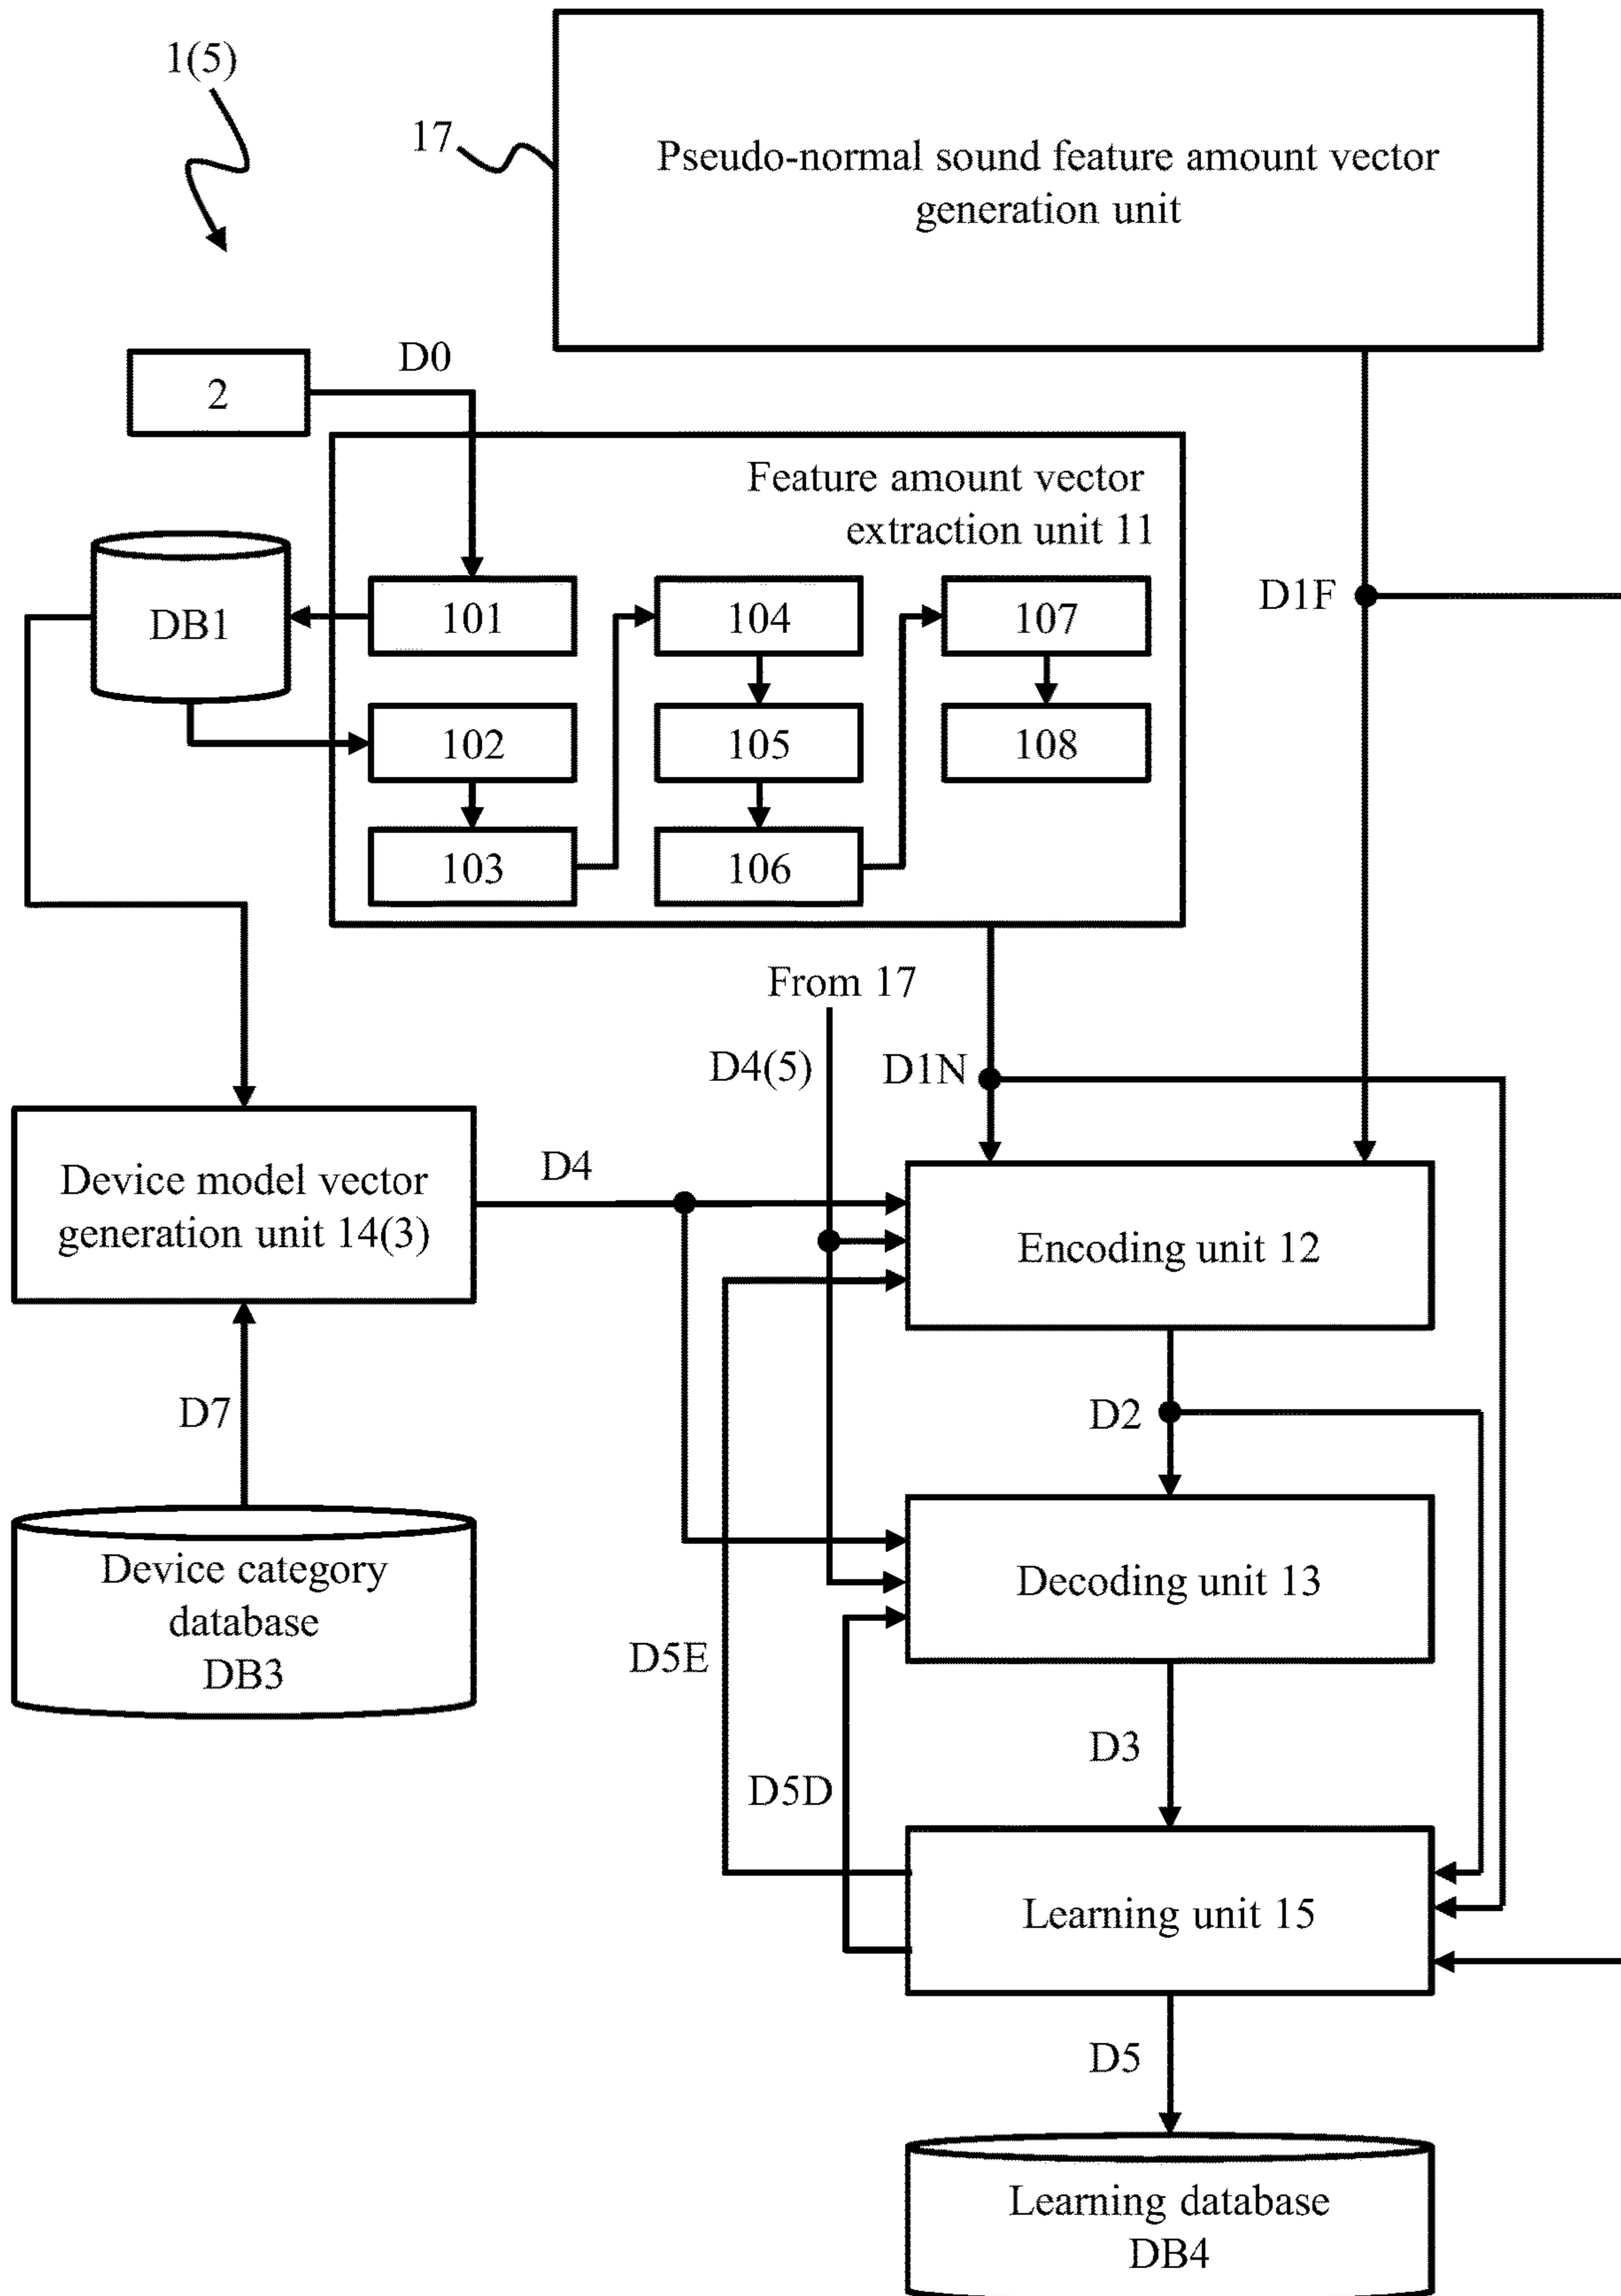 1(5)
17
Pseudo-normal sound feature amount vector
generation unit
2
D0
Feature amount vector
extraction unit 11
DB1
101
104
107
D1F
102
105
108
103
106
From 17
D4(5)
D1N
Device model vector
generation unit 14(3)
D4
Encoding unit 12
D7
D2
Device category
database
DB3
Decoding unit 13
D5E
D3
D5D
Learning unit 15
D5
Learning database
DB4